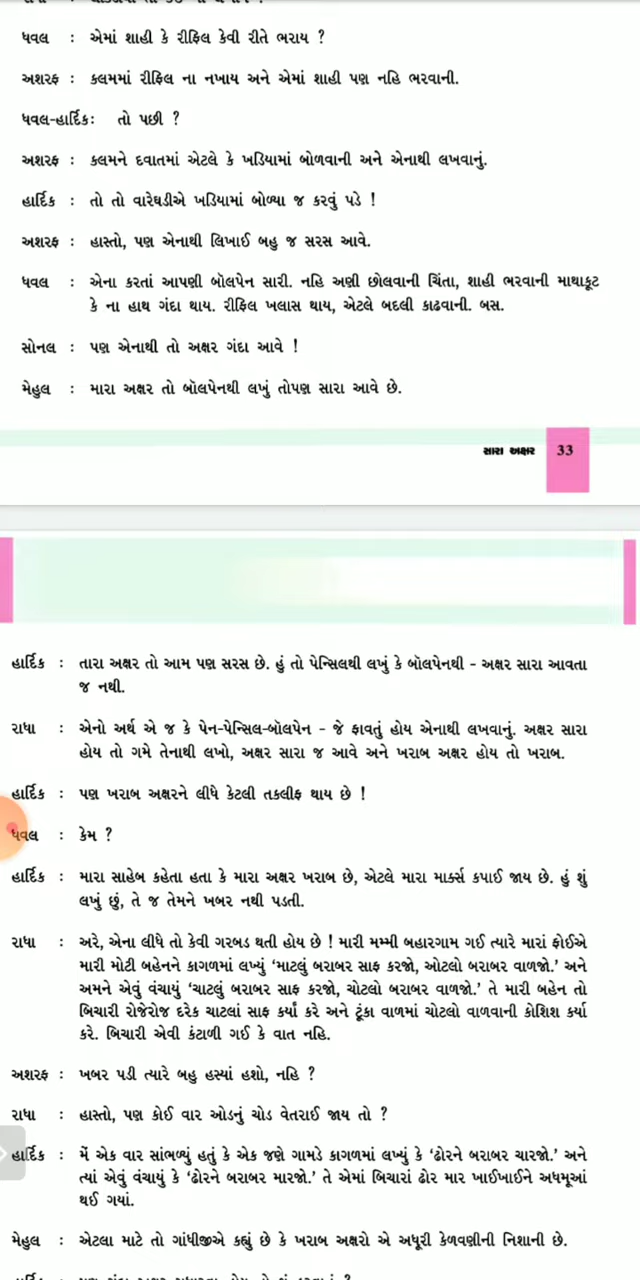 ધવલ : એમાં શાહી કે રીફિલ કેવી રીતે ભરાય ?
અશરફ : કલમમાં રીફિલ ના નખાય અને એમાં શાહી પણ નહિ ભરવાની.
ધવલ-હાર્દિક: તો પછી ?
અશરફ : કલમને દવાતમાં એટલે કે ખડિયામાં બોળવાની અને એનાથી લખવાનું.
હાર્દિક : તો તો વારેઘડીએ ખડિયામાં બોળ્યા જ કરવું પડે !
અશરફ : હાસ્તો, પણ એનાથી લિખાઈ બહુ જ સરસ આવે.
ધવલ : એના કરતાં આપણી બૉલપેન સારી. નહિ અણી છોલવાની ચિંતા, શાહી ભરવાની માથાકૂટ
કે ના હાથ ગંદા થાય. રીફિલ ખલાસ થાય, એટલે બદલી કાઢવાની. બસ.
સોનલ : પણ એનાથી તો અક્ષર ગંદા આવે !
મેહુલ : મારા અક્ષર તો બૉલપેનથી લખું તોપણ સારા આવે છે.
સારા અક્ષર 33
હાર્દિક : તારા અક્ષર તો આમ પણ સરસ છે. હું તો પેન્સિલથી લખું કે બૉલપેનથી - અક્ષર સારા આવતા
જ નથી.
રાધા : એનો અર્થ એ જ કે પેન-પેન્સિલ-બૉલપેન - જે ફાવતું હોય એનાથી લખવાનું. અક્ષર સારા
હોય તો ગમે તેનાથી લખો, અક્ષર સારા જ આવે અને ખરાબ અક્ષર હોય તો ખરાબ.
હાર્દિક : પણ ખરાબ અક્ષરને લીધે કેટલી તકલીફ થાય છે !
ધવલ : કેમ ?
હાર્દિક : મારા સાહેબ કહેતા હતા કે મારા અક્ષર ખરાબ છે, એટલે મારા માર્ક્સ કપાઈ જાય છે. હું શું
લખું છું, તે જ તેમને ખબર નથી પડતી.
રાધા : અરે, એના લીધે તો કેવી ગરબડ થતી હોય છે ! મારી મમ્મી બહારગામ ગઈ ત્યારે મારાં ફોઈએ
મારી મોટી બહેનને કાગળમાં લખ્યું ‘માટલું બરાબર સાફ કરજો, ઓટલો બરાબર વાળજો.’ અને
અમને એવું વંચાયું ‘ચાટલું બરાબર સાફ કરજો, ચોટલો બરાબર વાળજો.’ તે મારી બહેન તો
બિચારી રોજેરોજ દરેક ચાટલાં સાફ કર્યાં કરે અને ટૂંકા વાળમાં ચોટલો વાળવાની કોશિશ કર્યા
કરે. બિચારી એવી કંટાળી ગઈ કે વાત નહિ.
અશરફ : ખબર પડી ત્યારે બહુ હસ્યાં હશો, નહિ ?
રાધા : હાસ્તો, પણ કોઈ વાર ઓડનું ચોડ વેતરાઈ જાય તો ?
હાર્દિક : મેં એક વાર સાંભળ્યું હતું કે એક જણે ગામડે કાગળમાં લખ્યું કે ‘ઢોરને બરાબર ચારજો.’ અને
ત્યાં એવું વંચાયું કે ‘ઢોરને બરાબર મારજો.’ તે એમાં બિચારાં ઢોર માર ખાઈખાઈને અધમૂઆં
થઈ ગયાં.
મેહુલ : એટલા માટે તો ગાંધીજીએ કહ્યું છે કે ખરાબ અક્ષરો એ અધૂરી કેળવણીની નિશાની છે.